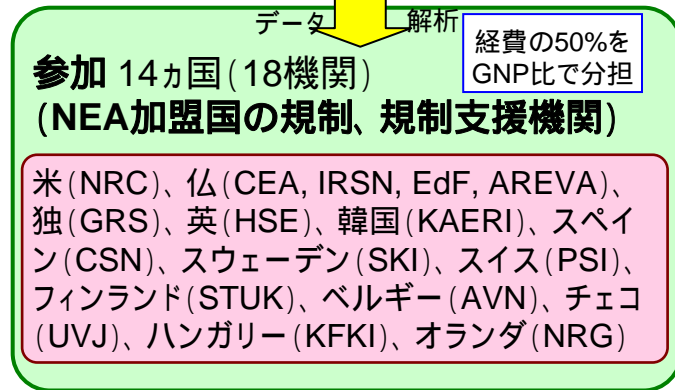 データ 解析
経費の50%を
GNP比で分担
参加 14ヵ国(18機関)
(NEA加盟国の規制、規制支援機関)
米(NRC)、仏(CEA, IRSN, EdF, AREVA)、
独(GRS)、英(HSE)、韓国(KAERI)、スペイ
ン(CSN)、スウェーデン(SKI)、スイス(PSI)、
フィンランド(STUK)、ベルギー(AVN)、チェコ
(UVJ)、ハンガリー(KFKI)、オランダ(NRG)